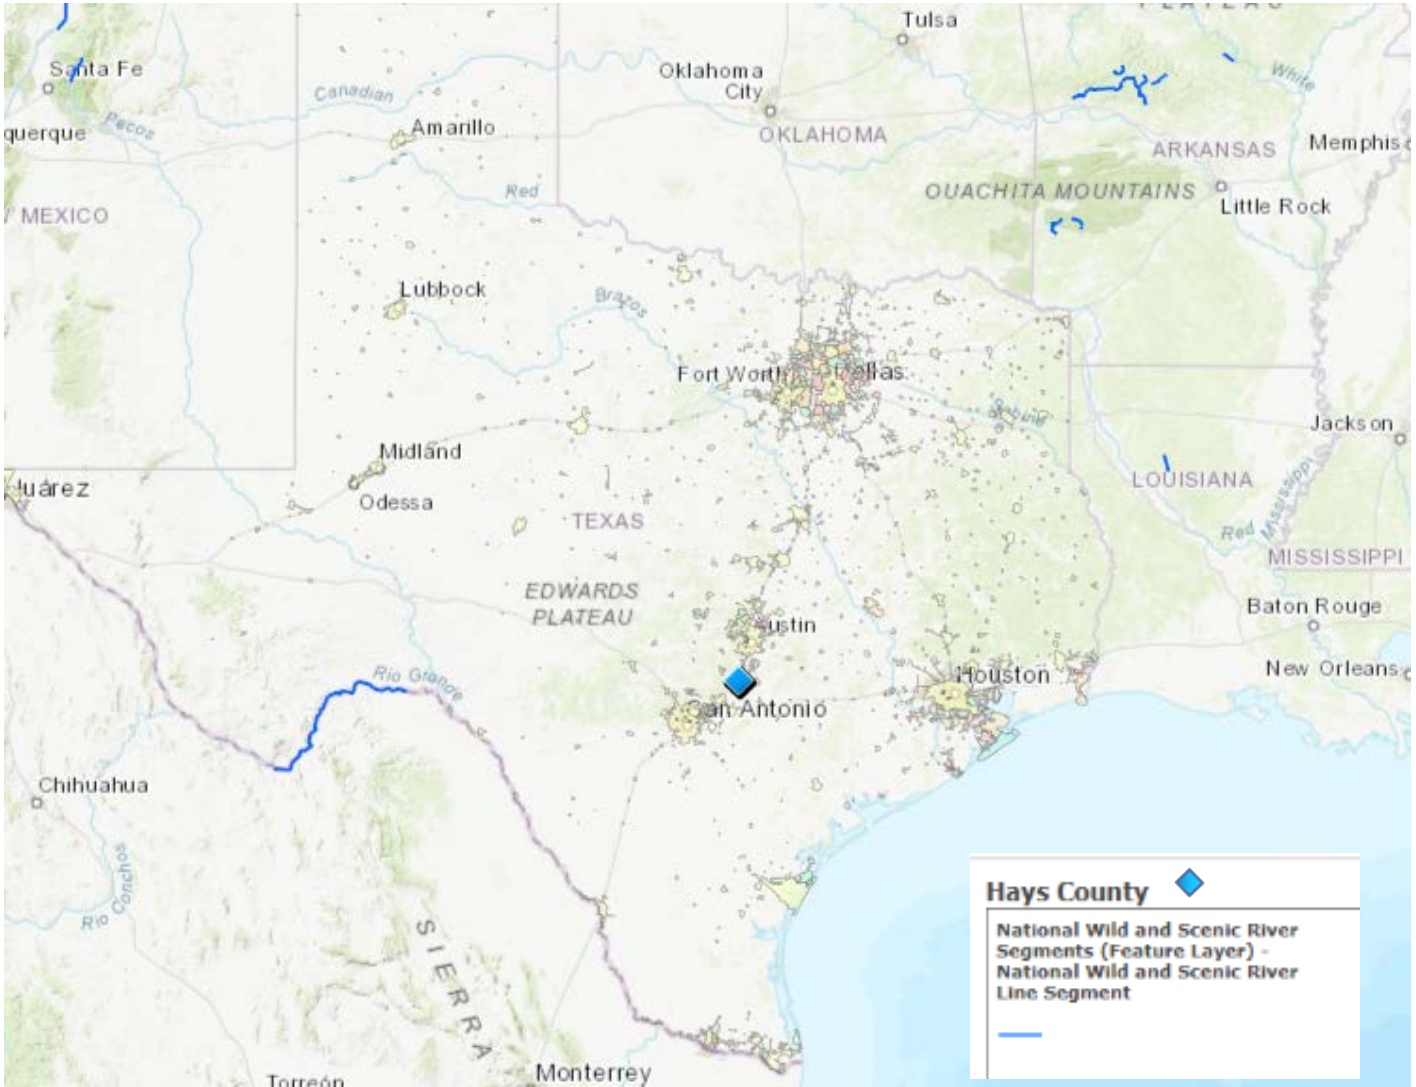 PLATEAU
Tulsa
Santa Fe
Oklahoma
City
White
Canadian
Pecos
querque
Amarillo
OKLAHOMA
ARKANSAS
Memphis
Red
OUACHITA MOUNTAINS
Little Rock
MEXICO
Lubbock
Brazos
Fort Worth
Dallas
Sabine
Jackson
Midland
LOUISIANA
Juárez
Odessa
TEXAS
Red
Mississippi
MISSISSIPPI
EDWARDS
PLATEAU
Baton Rouge
Austin
Rio Grande
Houston
New Orleans
San Antonio
Chihuahua
Rio Conchos
SIERRA
Monterrey
Torreón
Hays County
National Wild and Scenic River
Segments (Feature Layer) -
National Wild and Scenic River
Line Segment